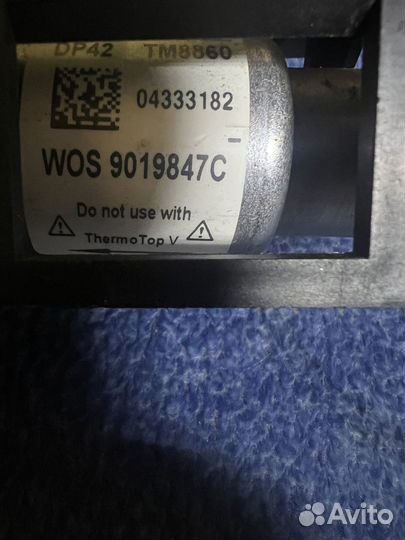 DP42 TM8860
04333182
WOS 9019847C
Do not use with
ThermoTop V
Avito